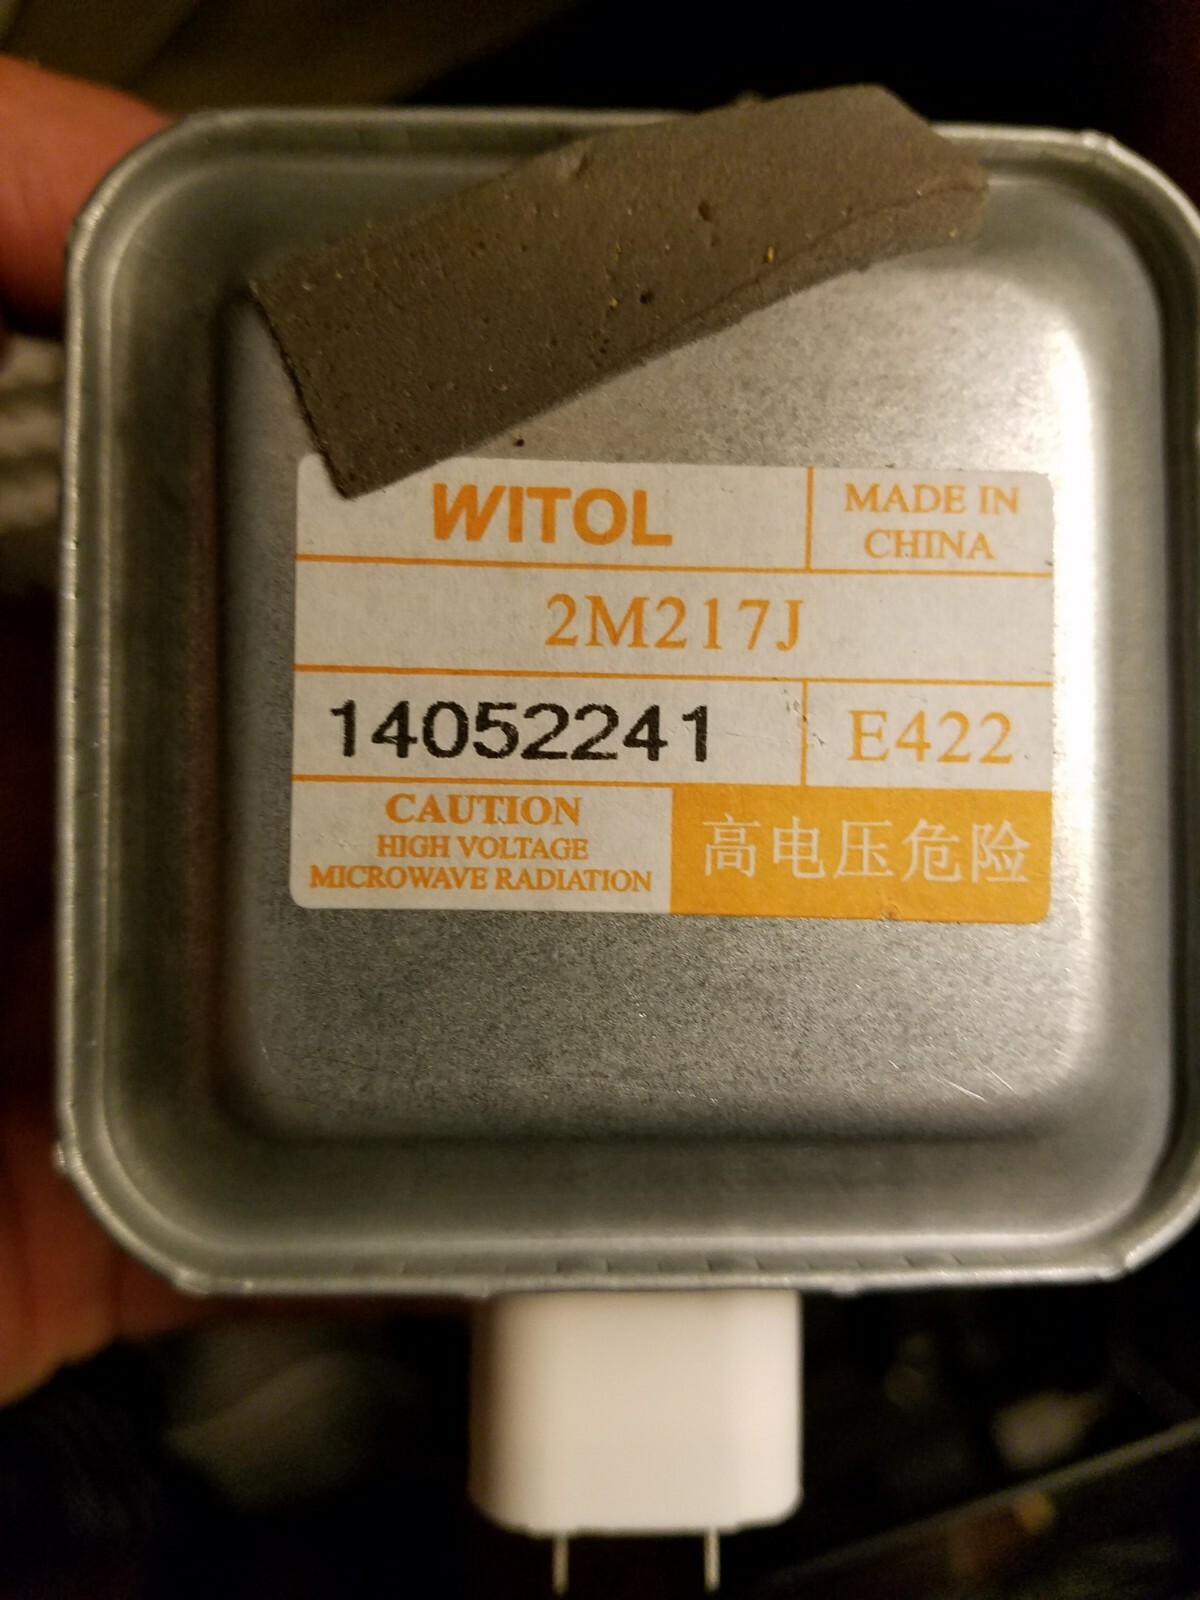 WITOL
MADE IN
CHINA
2M217J
14052241
E422
CAUTION
HIGH VOLTAGE
MICROWAVE RADIATION
高电压危险